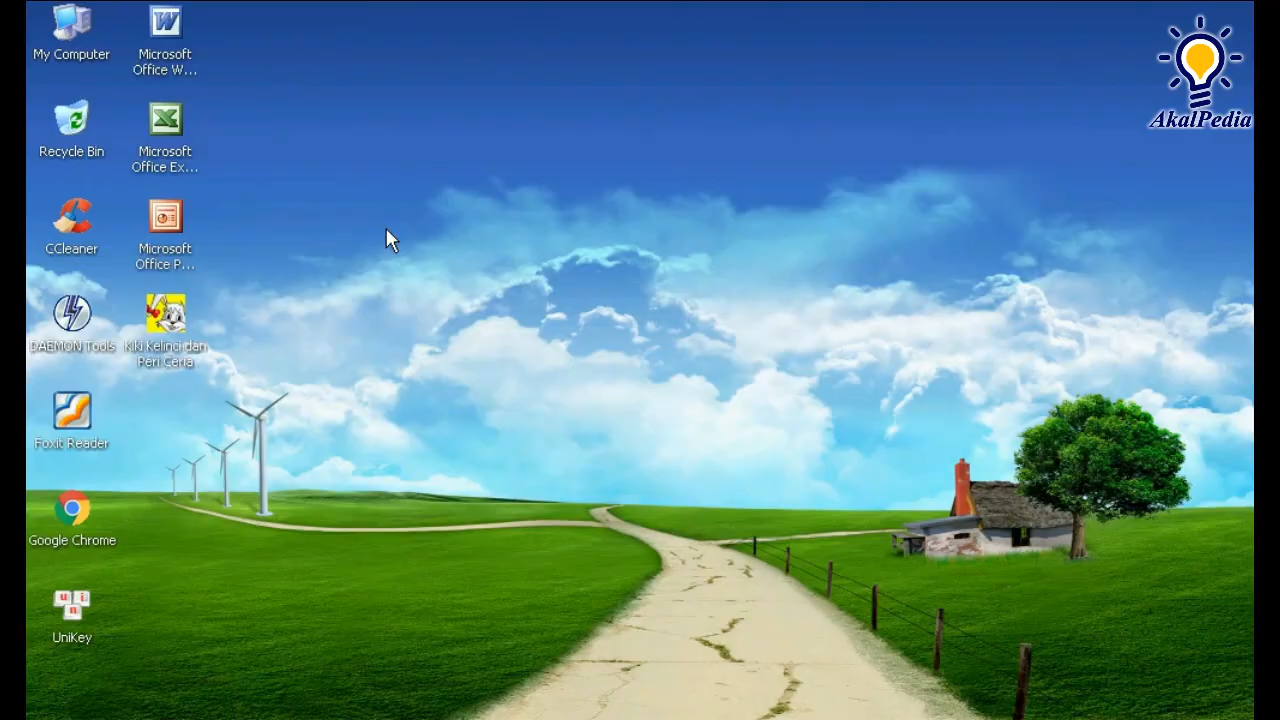 My Computer
Microsoft
Office W...
Recycle Bin
Microsoft
Office Ex...
CCleaner
Microsoft
Office P...
DAEMON Tools
Kiki Kelinci dan
Peri Ceria
Foxit Reader
Google Chrome
u i
n
UniKey
AkalPedia